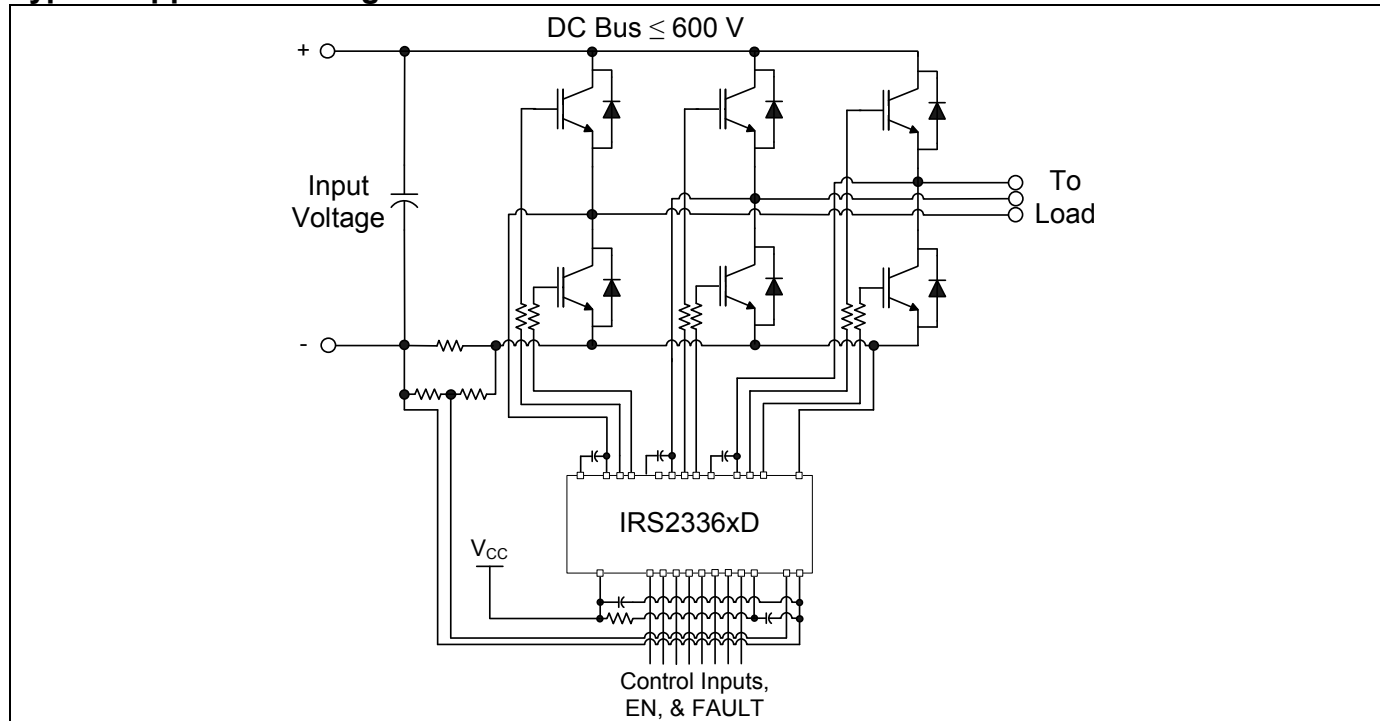 DC Bus ≤ 600 V
+
Input
Voltage
To
Load
-
IRS2336xD
VCC
Control Inputs,
EN, & FAULT